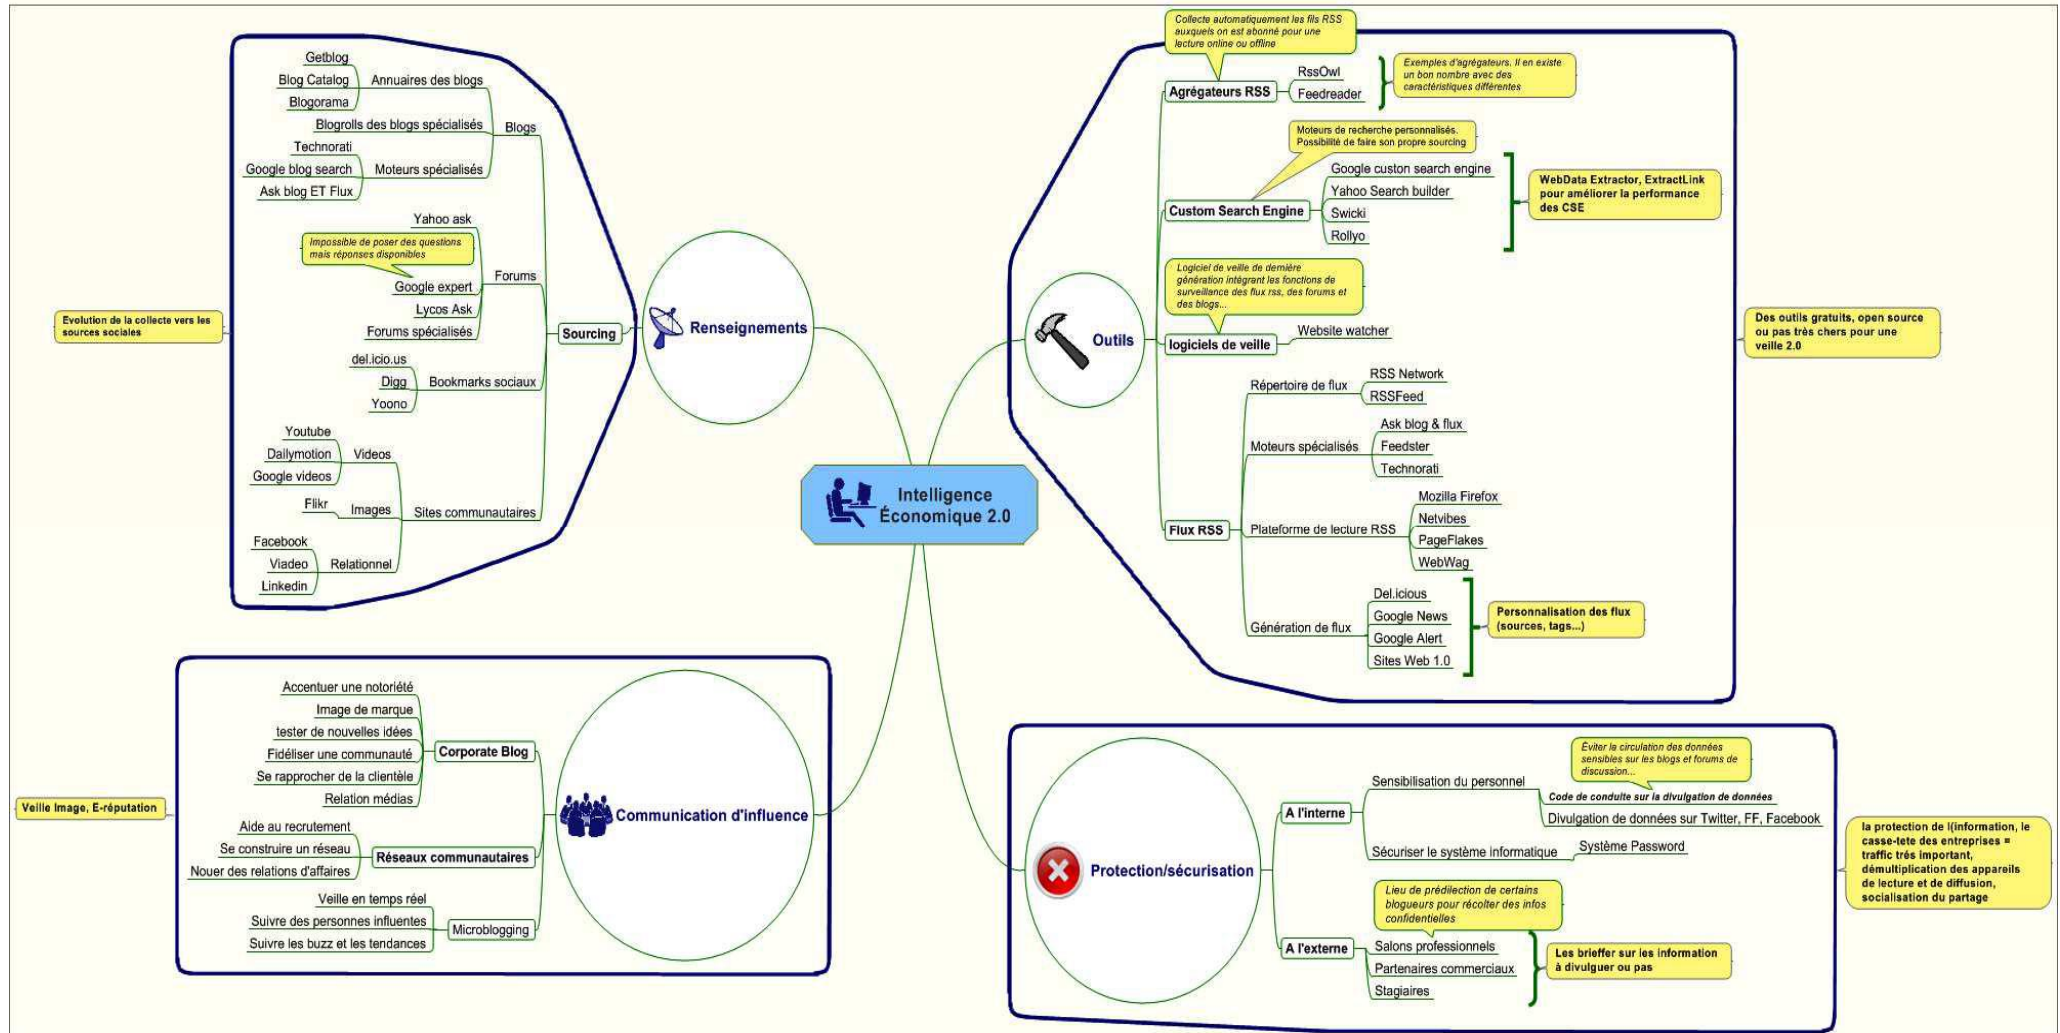 Intelligence
Économique 2.0
Renseignements
Sourcing
Blogs
Annuaires des blogs
Getblog
Blog Catalog
Blogorama
Blogrolls des blogs spécialisés
Moteurs spécialisés
Technorati
Google blog search
Ask blog ET Flux
Forums
Yahoo ask
Impossible de poser des questions
mais réponses disponibles
Google expert
Lycos Ask
Forums spécialisés
Bookmarks sociaux
del.icio.us
Digg
Yoono
Sites communautaires
Videos
Youtube
Dailymotion
Google videos
Images
Flikr
Relationnel
Facebook
Viadeo
Linkedin
Evolution de la collecte vers les
sources sociales
Communication d'influence
Corporate Blog
Accentuer une notoriété
Image de marque
tester de nouvelles idées
Fidéliser une communauté
Se rapprocher de la clientèle
Relation médias
Réseaux communautaires
Aide au recrutement
Se construire un réseau
Nouer des relations d'affaires
Microblogging
Veille en temps réel
Suivre des personnes influentes
Suivre les buzz et les tendances
Veille Image, E-réputation
Outils
Collecte automatiquement les fils RSS
auxquels on est abonné pour une
lecture online ou offline
Agrégateurs RSS
RssOwl
Feedreader
Exemples d'agrégateurs. Il en existe
un bon nombre avec des
caractéristiques différentes
Moteurs de recherche personnalisés.
Possibilité de faire son propre sourcing
Custom Search Engine
Google custon search engine
Yahoo Search builder
Swicki
Rollyo
WebData Extractor, ExtractLink
pour améliorer la performance
des CSE
Logiciel de veille de dernière
génération intégrant les fonctions de
surveillance des flux rss, des forums et
des blogs...
logiciels de veille
Website watcher
Flux RSS
Répertoire de flux
RSS Network
RSSFeed
Moteurs spécialisés
Ask blog & flux
Feedster
Technorati
Plateforme de lecture RSS
Mozilla Firefox
Netvibes
PageFlakes
WebWag
Génération de flux
Del.icious
Google News
Google Alert
Sites Web 1.0
Personnalisation des flux
(sources, tags...)
Des outils gratuits, open source
ou pas très chers pour une
veille 2.0
Protection/sécurisation
A l'interne
Sensibilisation du personnel
Éviter la circulation des données
sensibles sur les blogs et forums de
discussion...
Code de conduite sur la divulgation de données
Divulgation de données sur Twitter, FF, Facebook
Sécuriser le système informatique
Système Password
A l'externe
Lieu de prédilection de certains
blogueurs pour récolter des infos
confidentielles
Salons professionnels
Partenaires commerciaux
Stagiaires
Les brieffer sur les information
à divulguer ou pas
la protection de l(information, le
casse-tete des entreprises =
traffic trés important,
démultiplication des appareils
de lecture et de diffusion,
socialisation du partage